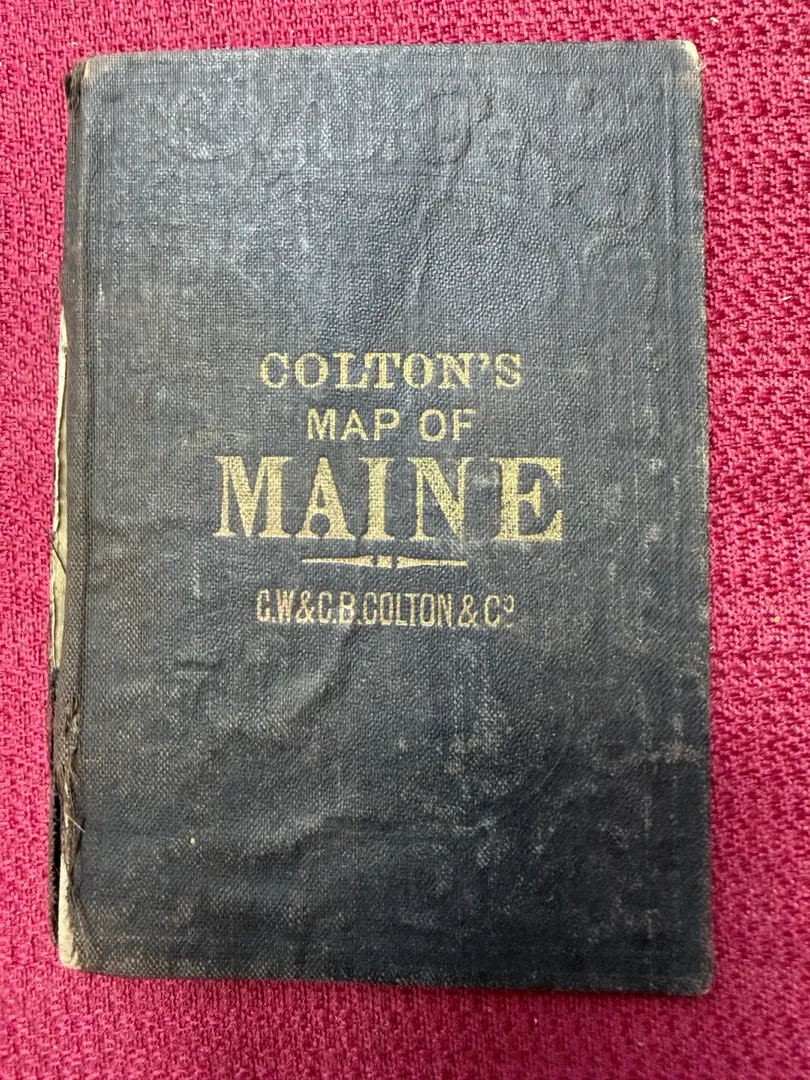 COLTON'S
MAP OF
MAINE
C.W. & C.B. COLTON & Cº